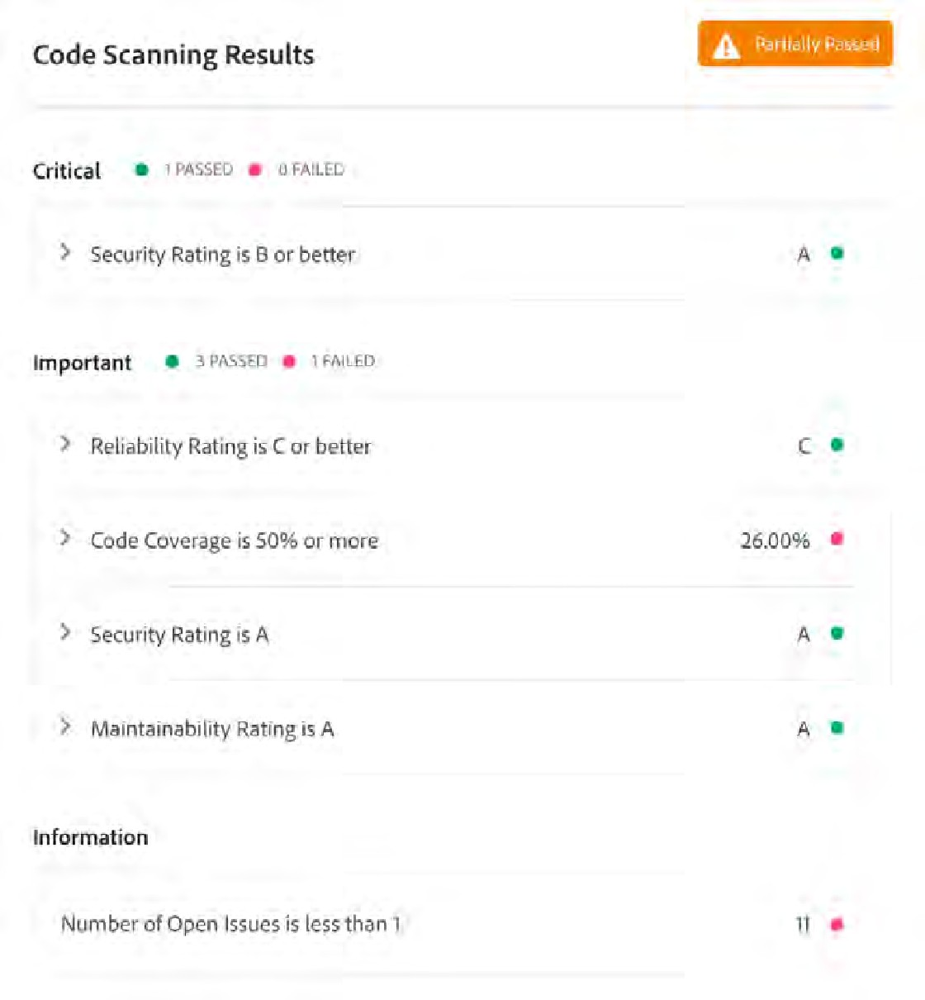 Code Scanning Results
Partially Passed
Critical 1 PASSED 0 FAILED
Security Rating is B or better A
Important 3 PASSED 1 FAILED
Reliability Rating is C or better C
Code Coverage is 50% or more 26.00%
Security Rating is A A
Maintainability Rating is A A
Information
Number of Open Issues is less than 1 11